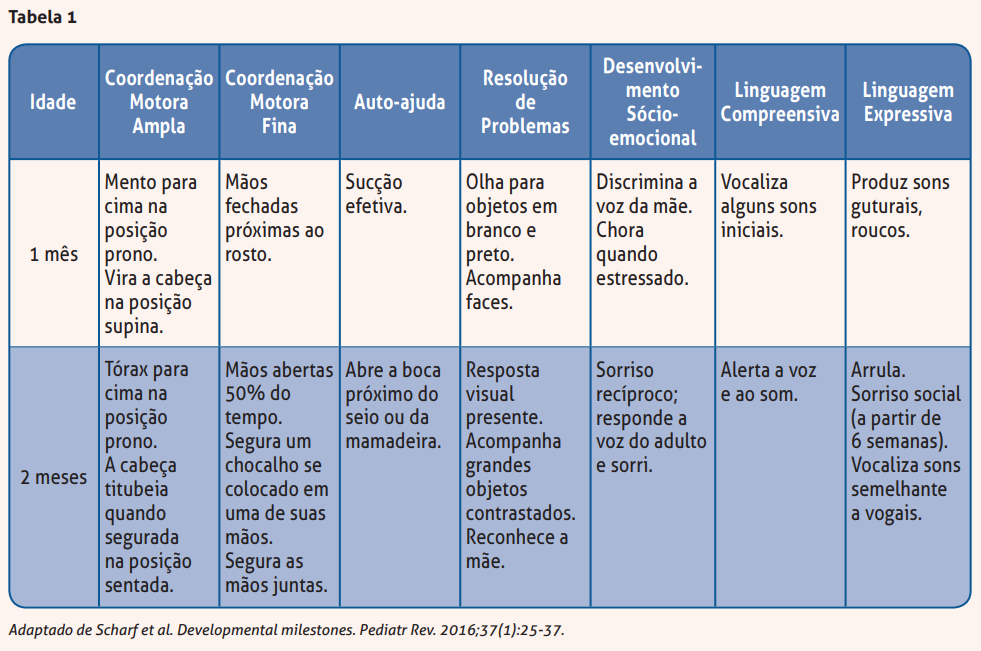 Tabela 1
Idade
Coordenação
Motora
Ampla
Coordenação
Motora
Fina
Auto-ajuda
Resolução
de
Problemas
Desenvolvi-
mento
Sócio-
emocional
Linguagem
Compreensiva
Linguagem
Expressiva
1 mês
Mento para
cima na
posição
prono.
Vira a cabeça
na posição
supina.
Mãos
fechadas
próximas ao
rosto.
Sucção
efetiva.
Olha para
objetos em
branco e
preto.
Acompanha
faces.
Discrimina a
voz da mãe.
Chora
quando
estressado.
Vocaliza
alguns sons
iniciais.
Produz sons
guturais,
roucos.
2 meses
Tórax para
cima na
posição
prono.
A cabeça
titubeia
quando
segurada
na posição
sentada.
Mãos abertas
50% do
tempo.
Segura um
chocalho se
colocado em
uma de suas
mãos.
Segura as
mãos juntas.
Abre a boca
próximo do
seio ou da
mamadeira.
Resposta
visual
presente.
Acompanha
grandes
objetos
contrastados.
Reconhece a
mãe.
Sorriso
recíproco;
responde a
voz do adulto
e sorri.
Alerta a voz
e ao som.
Arrula.
Sorriso social
(a partir de
6 semanas).
Vocaliza sons
semelhante
a vogais.
Adaptado de Scharf et al. Developmental milestones. Pediatr Rev. 2016;37(1):25-37.